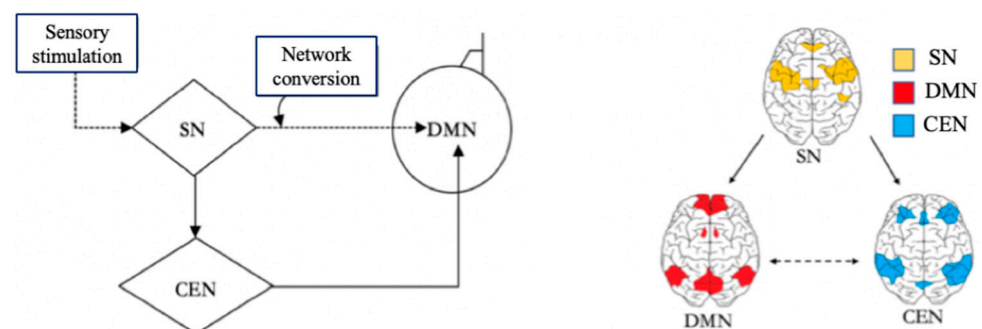 Sensory
stimulation
Network
conversion
SN
DMN
CEN
SN
DMN
CEN
SN
DMN
CEN